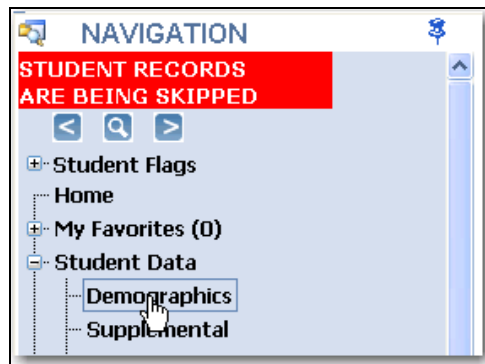 NAVIGATION
STUDENT RECORDS
ARE BEING SKIPPED
Student Flags
Home
My Favorites (0)
Student Data
Demographics
Supplemental